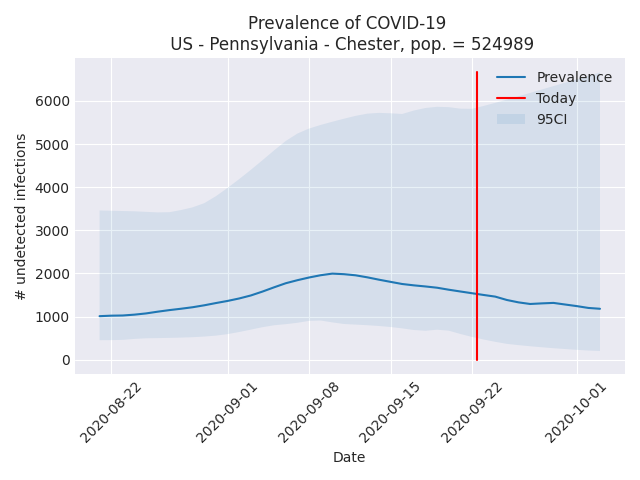 Prevalence of COVID-19
US - Pennsylvania - Chester, pop. = 524989
Prevalence
Today
95CI
# undetected infections
6000
5000
4000
3000
2000
1000
0
2020-08-22
2020-09-01
2020-09-08
2020-09-15
2020-09-22
2020-10-01
Date